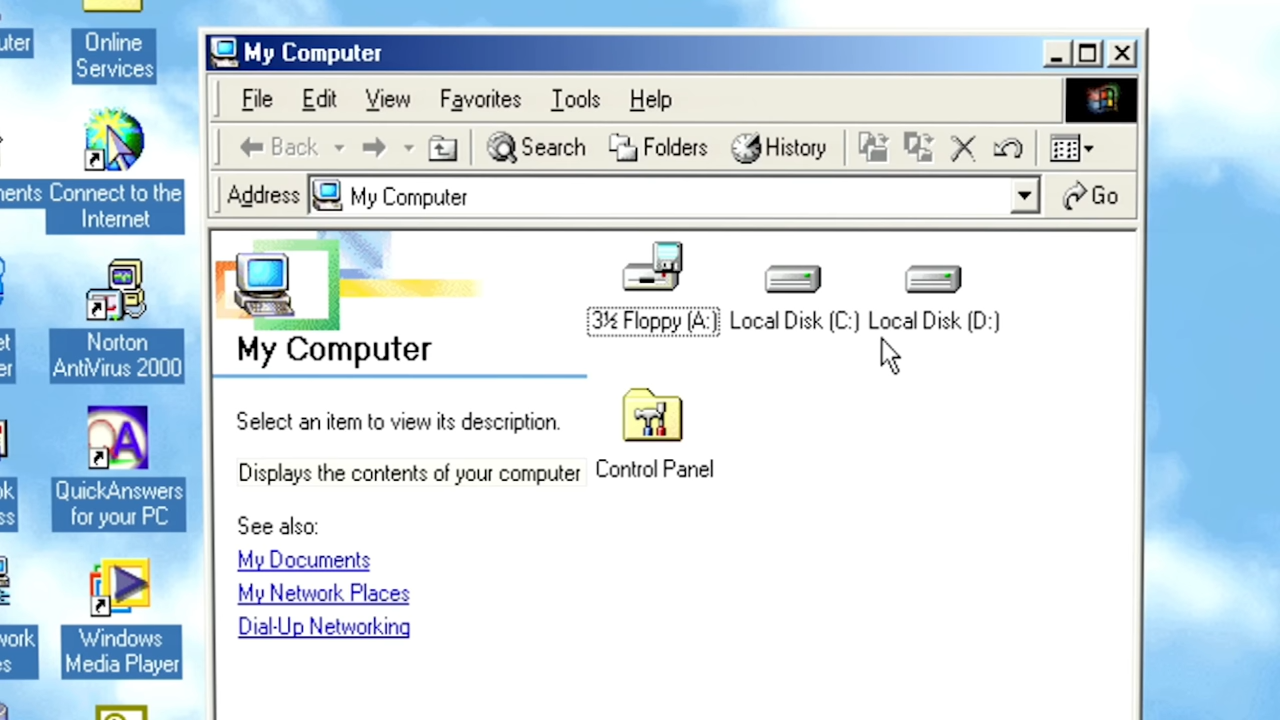 Online
Services
Connect to the
Internet
Norton
AntiVirus 2000
QuickAnswers
for your PC
Windows
Media Player
My Computer
File Edit View Favorites Tools Help
Back Search Folders History
Address My Computer Go
3½ Floppy (A:) Local Disk (C:) Local Disk (D:)
My Computer
Select an item to view its description.
Displays the contents of your computer
Control Panel
See also:
My Documents
My Network Places
Dial-Up Networking